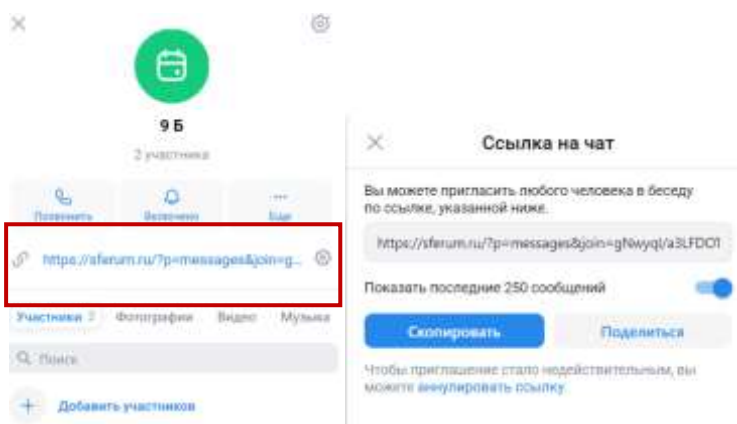 9 Б
2 участника
Позвонить
Включено
Еще
https://sferum.ru/?p=messages&join=g...
Участники 2 Фотографии Видео Музыка
Поиск
Добавить участников
Ссылка на чат
Вы можете пригласить любого человека в беседу
по ссылке, указанной ниже.
https://sferum.ru/?p=messages&join=gNwyql/a3LFDO1
Показать последние 250 сообщений
Скопировать
Поделиться
Чтобы приглашение стало недействительным, вы
можете аннулировать ссылку.